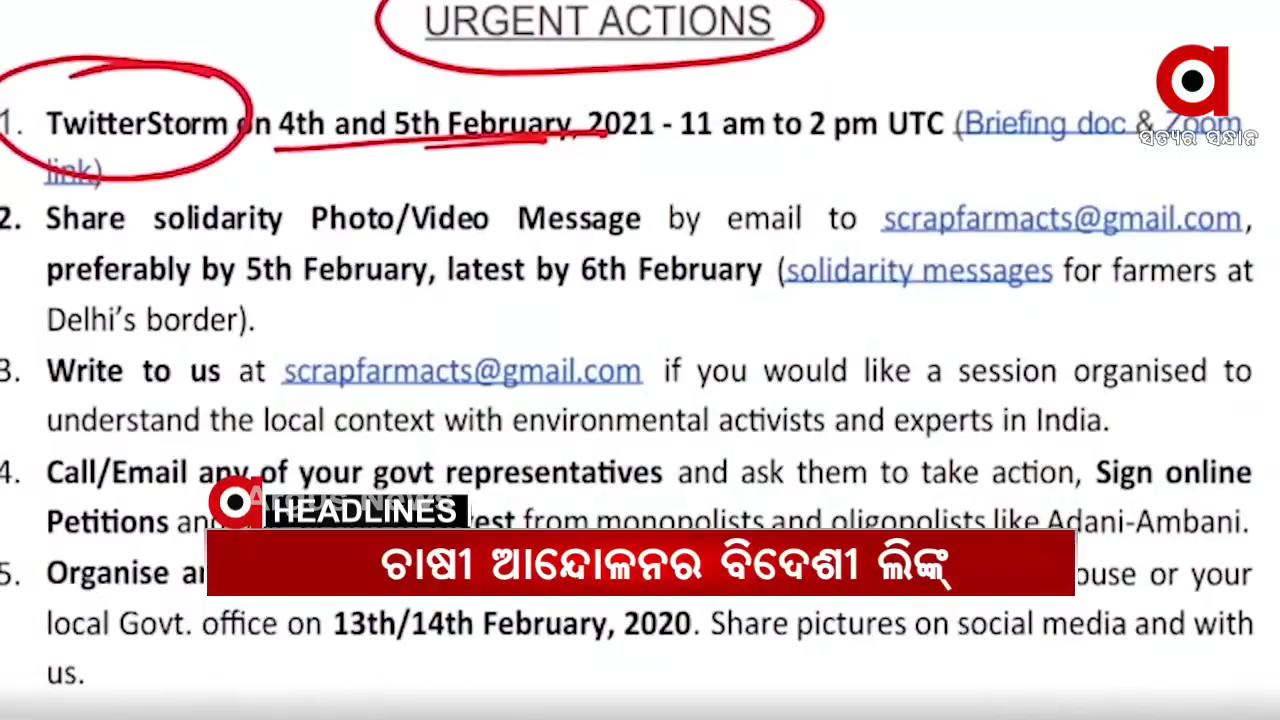 URGENT ACTIONS
1. TwitterStorm on 4th and 5th February, 2021 - 11 am to 2 pm UTC (Briefing doc & Zoom
link)
ସତ୍ୟର ସନ୍ଧାନ
2. Share solidarity Photo/Video Message by email to scrapfarmacts@gmail.com,
preferably by 5th February, latest by 6th February (solidarity messages for farmers at
Delhi's border).
3. Write to us at scrapfarmacts@gmail.com if you would like a session organised to
understand the local context with environmental activists and experts in India.
4. Call/Email any of your govt representatives and ask them to take action, Sign online
Petitions and from monopolists and oligopolists like Adani-Ambani.
Argus News
HEADLINES
ଚାଷୀ ଆନ୍ଦୋଳନର ବିଦେଶୀ ଲିଙ୍କ୍
5. Organise or your
local Govt. office on 13th/14th February, 2020. Share pictures on social media and with
us.